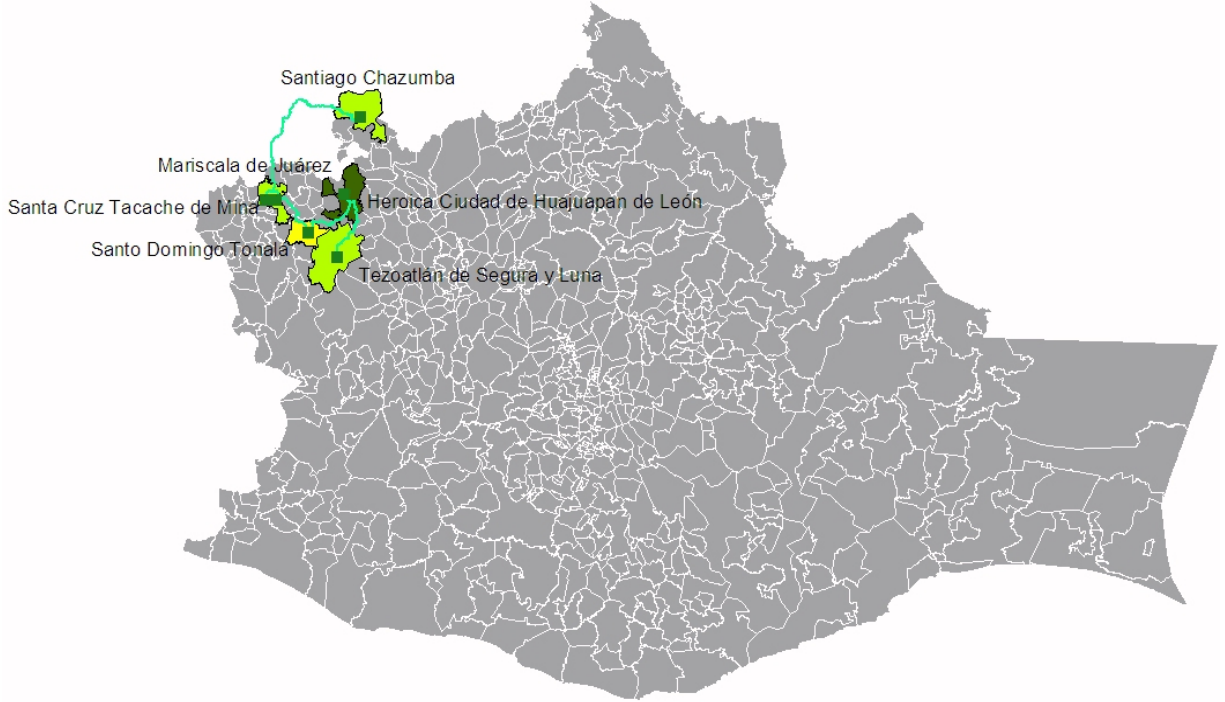 Santiago Chazumba
Mariscala de Juárez
Heroica Ciudad de Huajuapan de León
Santa Cruz Tacache de Mina
Santo Domingo Tonalá
Tezoatlán de Segura y Luna